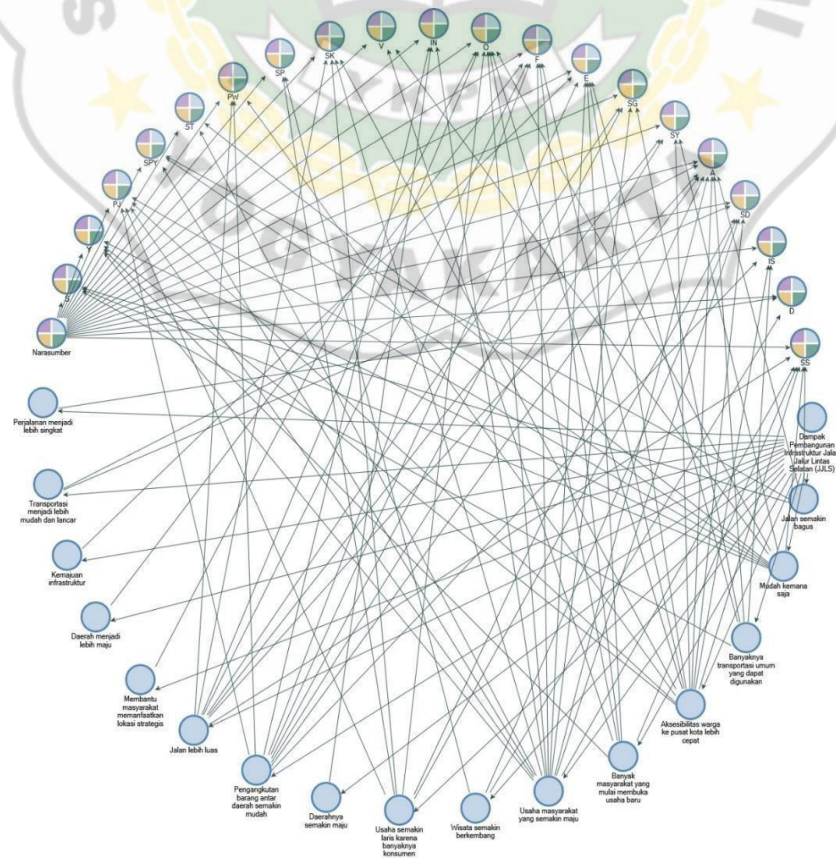 IN
V
O
SK
F
SP
E
PW
SG
ST
SY
SPY
A
PJ
SD
Y
IS
S
D
Narasumber
SS
Perjalanan menjadi
lebih singkat
Dampak
Pembangunan
Infrastruktur Jala
Jalur Lintas
Selatan (JJLS)
Transportasi
menjadi lebih
mudah dan lancar
Jalan semakin
bagus
Kemajuan
infrastruktur
Mudah kemana
saja
Daerah menjadi
lebih maju
Banyaknya
transportasi umum
yang dapat
digunakan
Membantu
masyarakat
memanfaatkan
lokasi strategis
Jalan lebih luas
Aksesibilitas warga
ke pusat kota lebih
cepat
Pengangkutan
barang antar
daerah semakin
mudah
Banyak
masyarakat yang
mulai membuka
usaha baru
Daerahnya
semakin maju
Usaha semakin
laris karena
banyaknya
konsumen
Wisata semakin
berkembang
Usaha masyarakat
yang semakin maju
YKPN
YOGYAKARTA